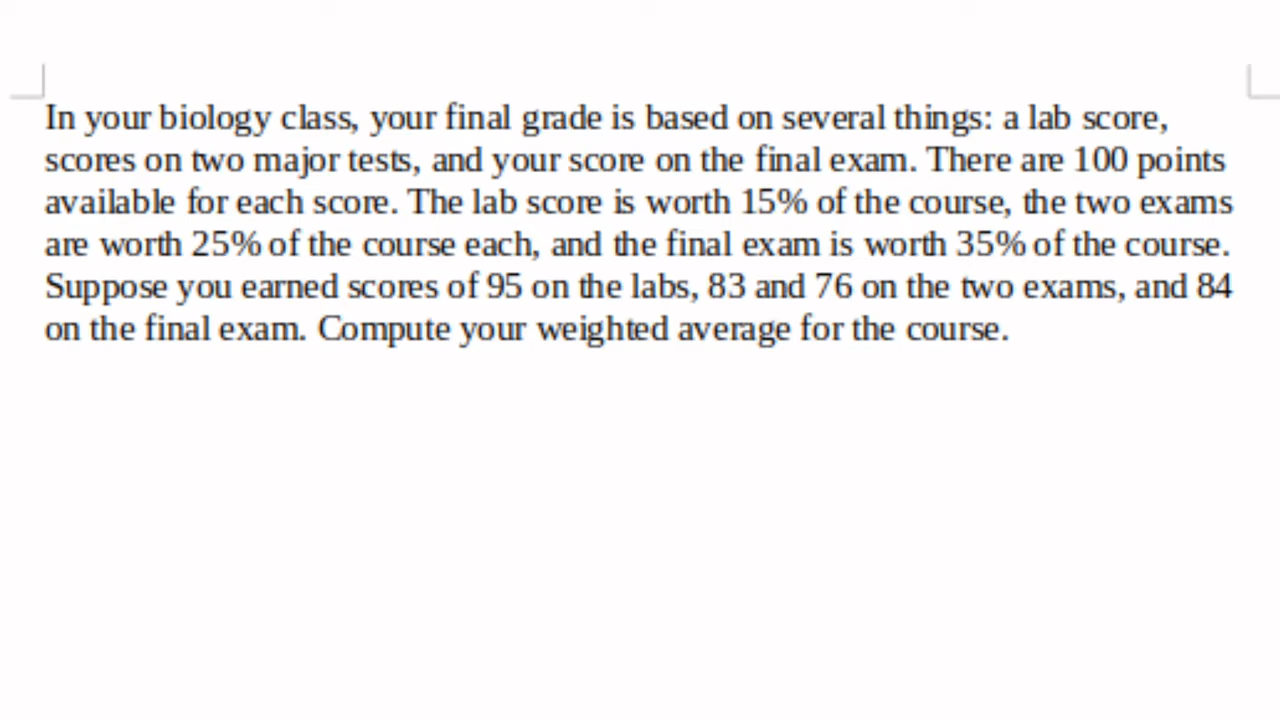 In your biology class, your final grade is based on several things: a lab score,
scores on two major tests, and your score on the final exam. There are 100 points
available for each score. The lab score is worth 15% of the course, the two exams
are worth 25% of the course each, and the final exam is worth 35% of the course.
Suppose you earned scores of 95 on the labs, 83 and 76 on the two exams, and 84
on the final exam. Compute your weighted average for the course.